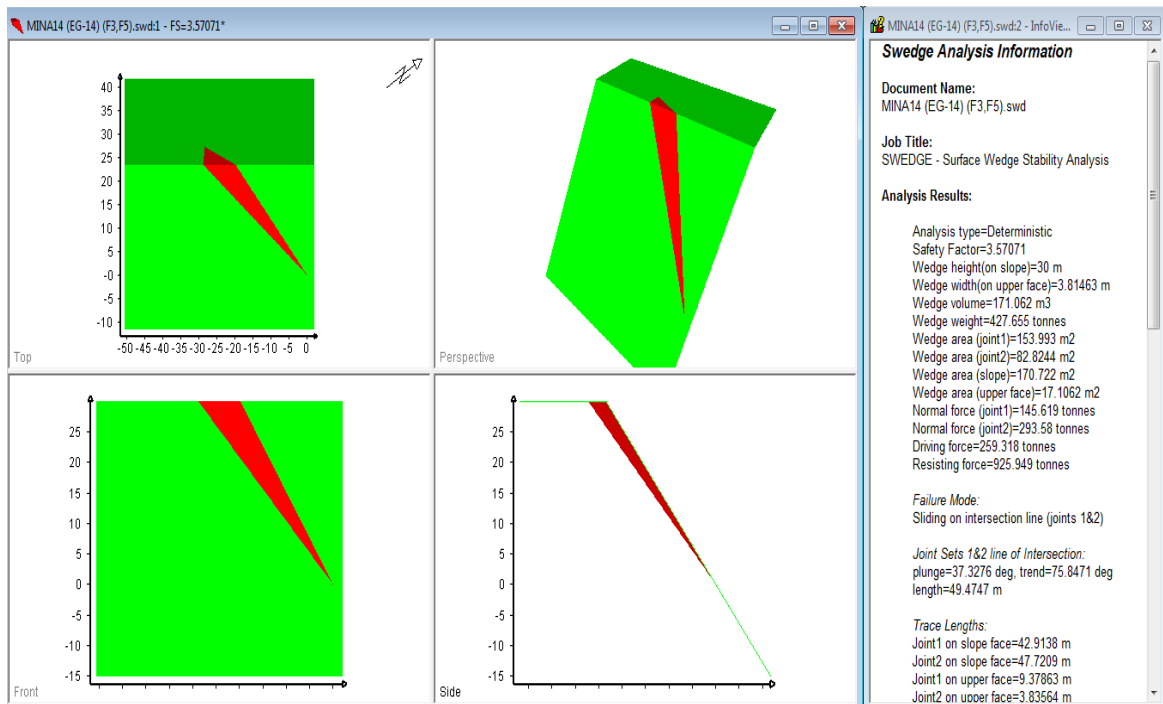 MINA14 (EG-14) (F3,F5).swd:1 - FS=3.57071*
40
35
30
25
20
15
10
5
-0
-5
-10
-50 -45 -40 -35 -30 -25 -20 -15 -10 -5 0
Top
N
Perspective
25
20
15
10
5
0
-5
-10
-15
Front
25
20
15
10
5
0
-5
-10
-15
Side
MINA14 (EG-14) (F3,F5).swd:2 - InfoVie...
Swedge Analysis Information
Document Name:
MINA14 (EG-14) (F3,F5).swd
Job Title:
SWEDGE - Surface Wedge Stability Analysis
Analysis Results:
Analysis type=Deterministic
Safety Factor=3.57071
Wedge height(on slope)=30 m
Wedge width(on upper face)=3.81463 m
Wedge volume=171.062 m3
Wedge weight=427.655 tonnes
Wedge area (joint1)=153.993 m2
Wedge area (joint2)=82.8244 m2
Wedge area (slope)=170.722 m2
Wedge area (upper face)=17.1062 m2
Normal force (joint1)=145.619 tonnes
Normal force (joint2)=293.58 tonnes
Driving force=259.318 tonnes
Resisting force=925.949 tonnes
Failure Mode:
Sliding on intersection line (joints 1&2)
Joint Sets 1&2 line of Intersection:
plunge=37.3276 deg, trend=75.8471 deg
length=49.4747 m
Trace Lengths:
Joint1 on slope face=42.9138 m
Joint2 on slope face=47.7209 m
Joint1 on upper face=9.37863 m
Joint2 on upper face=3.83564 m